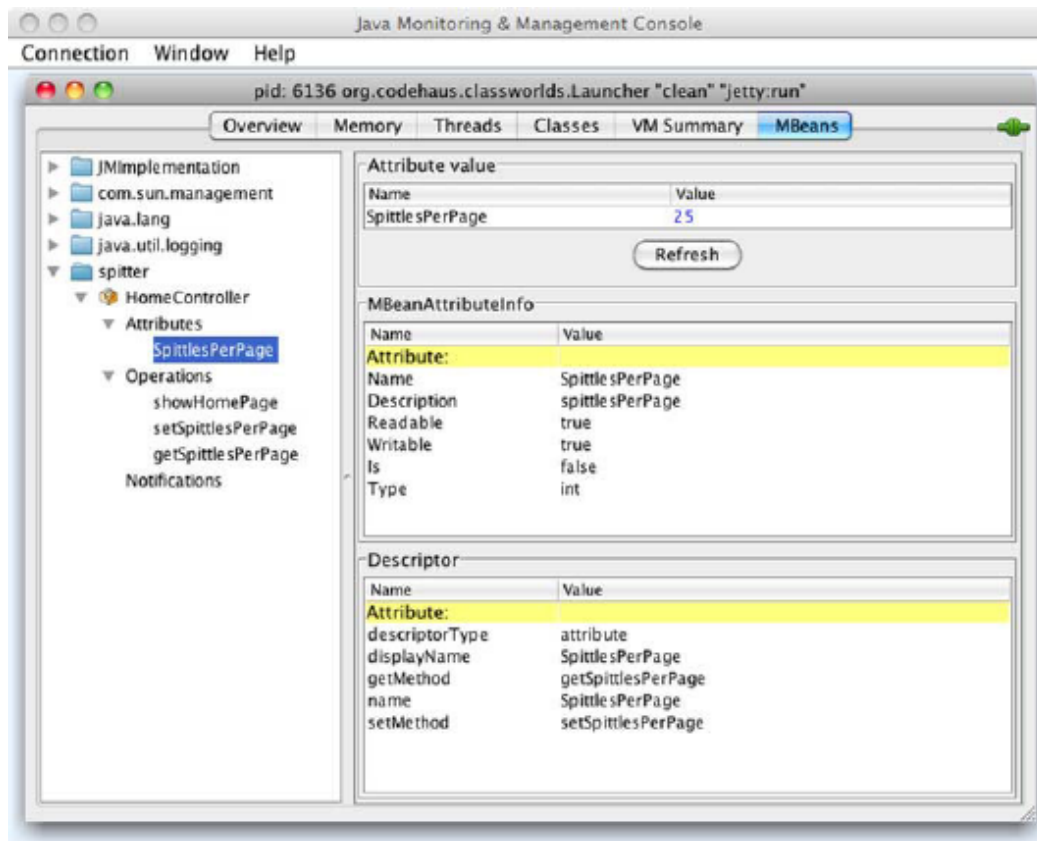 Java Monitoring & Management Console
Connection Window Help
pid: 6136 org.codehaus.classworlds.Launcher "clean" "jetty:run"
Overview Memory Threads Classes VM Summary MBeans
JMImplementation
com.sun.management
java.lang
java.util.logging
spitter
HomeController
Attributes
SpittlesPerPage
Operations
showHomePage
setSpittlesPerPage
getSpittlesPerPage
Notifications
Attribute value
Name Value
SpittlesPerPage 25
Refresh
MBeanAttributeInfo
Name Value
Attribute:
Name SpittlesPerPage
Description spittlesPerPage
Readable true
Writable true
Is false
Type int
Descriptor
Name Value
Attribute:
descriptorType attribute
displayName SpittlesPerPage
getMethod getSpittlesPerPage
name SpittlesPerPage
setMethod setSpittlesPerPage